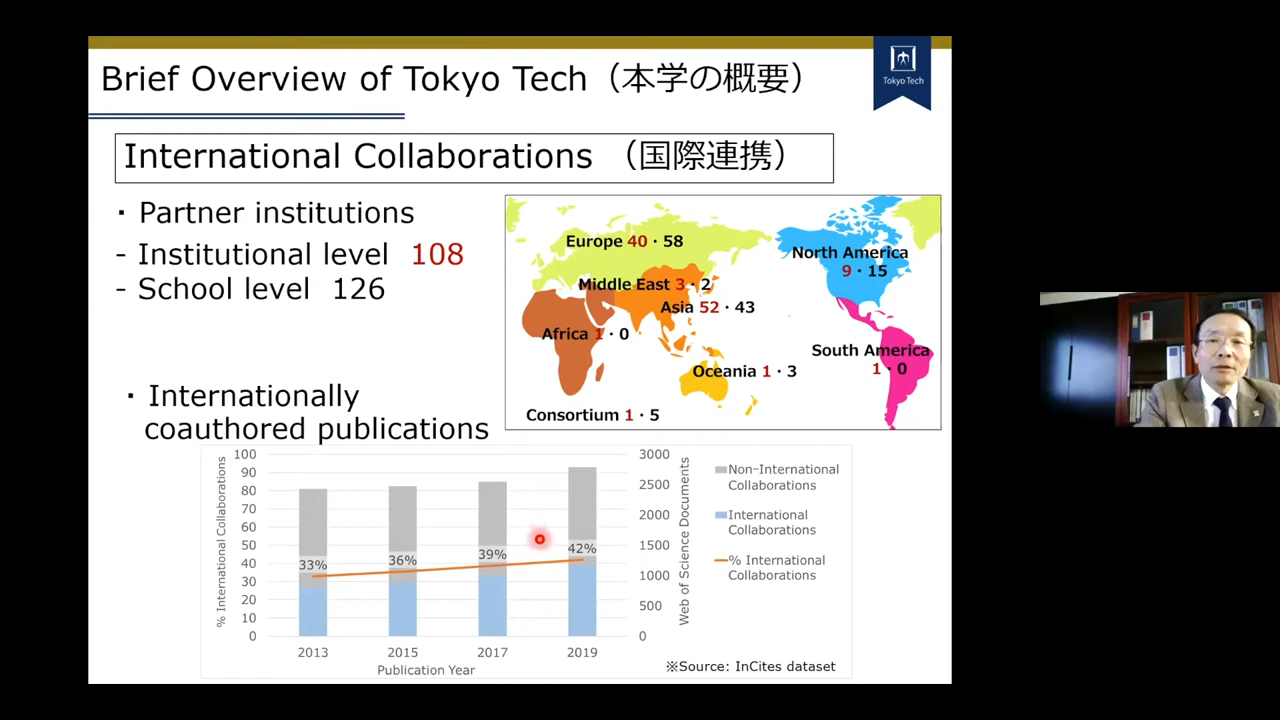 Brief Overview of Tokyo Tech（本学の概要）
Tokyo Tech
International Collaborations （国際連携）
・Partner institutions
- Institutional level 108
- School level 126
Europe 40・58
North America
9・15
Middle East 3・2
Asia 52・43
Africa 1・0
South America
1・0
Oceania 1・3
Consortium 1・5
・Internationally
coauthored publications
% International Collaborations
100
90
80
70
60
50
40
30
20
10
0
33%
36%
39%
42%
2013
2015
2017
2019
Publication Year
3000
2500
2000
1500
1000
500
0
Web of Science Documents
Non-International
Collaborations
International
Collaborations
% International
Collaborations
※Source: InCites dataset